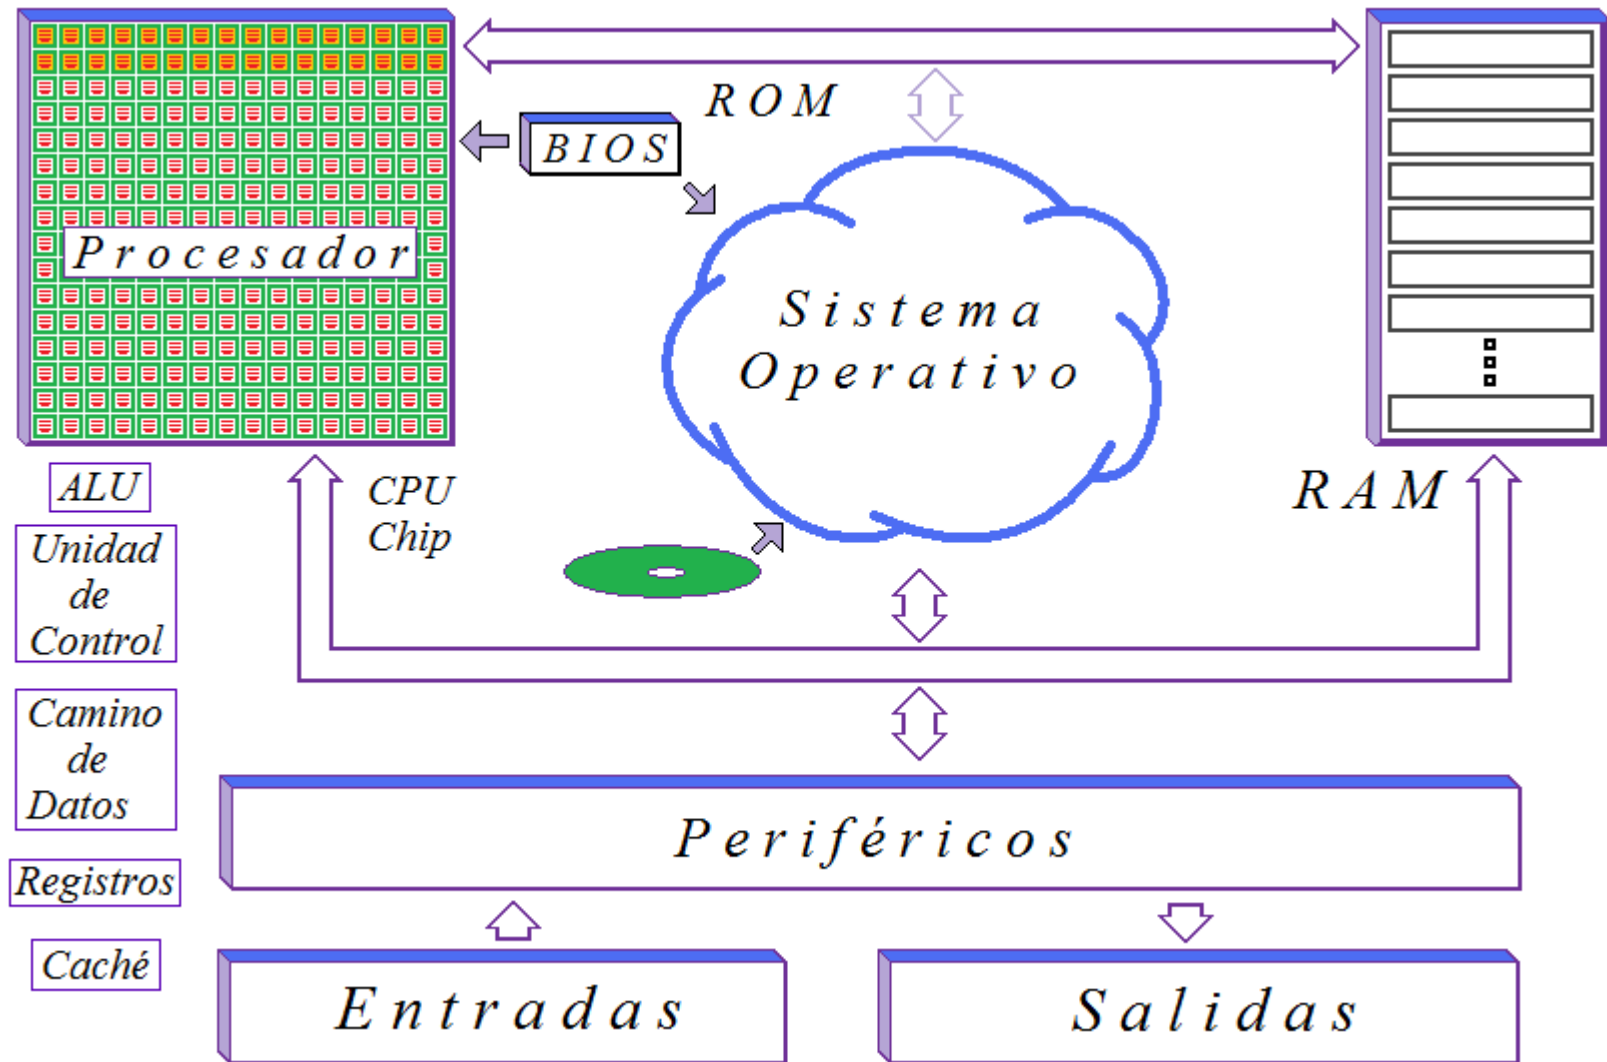 ROM
BIOS
Procesador
Sistema
Operativo
ALU
CPU
Chip
RAM
Unidad
de
Control
Camino
de
Datos
Periféricos
Registros
Caché
Entradas
Salidas